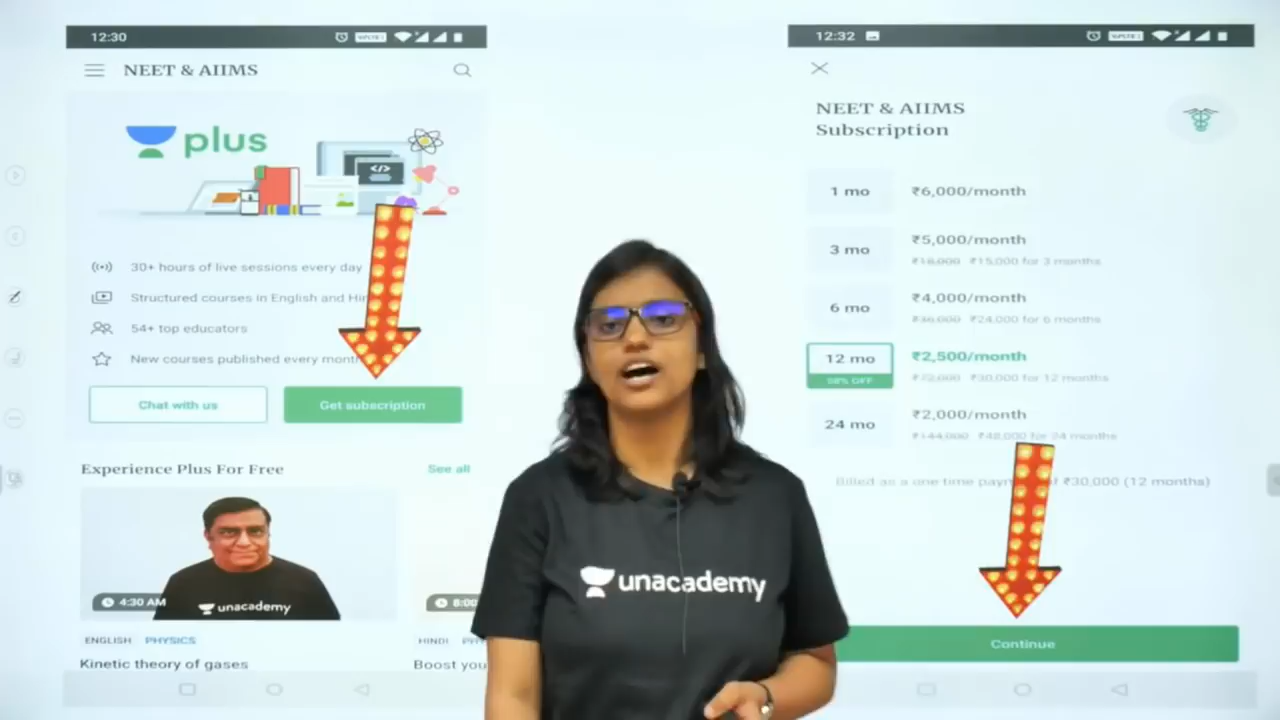 12:30
NEET & AIIMS
plus
30+ hours of live sessions every day
Structured courses in English and
54+ top educators
New courses published every month
Chat with us
Get subscription
Experience Plus For Free
See all
4:30 AM
unacademy
8:00
ENGLISH PHYSICS
HINDI
Kinetic theory of gases
Boost you
unacademy
12:32
NEET & AIIMS
Subscription
1 mo ₹6,000/month
3 mo ₹5,000/month
₹18,000 ₹15,000 for 3 months
6 mo ₹4,000/month
₹36,000 ₹24,000 for 6 months
12 mo ₹2,500/month
58% OFF ₹72,000 ₹30,000 for 12 months
24 mo ₹2,000/month
₹144,000 ₹48,000 for 24 months
Billed as a one time ₹30,000 (12 months)
Continue